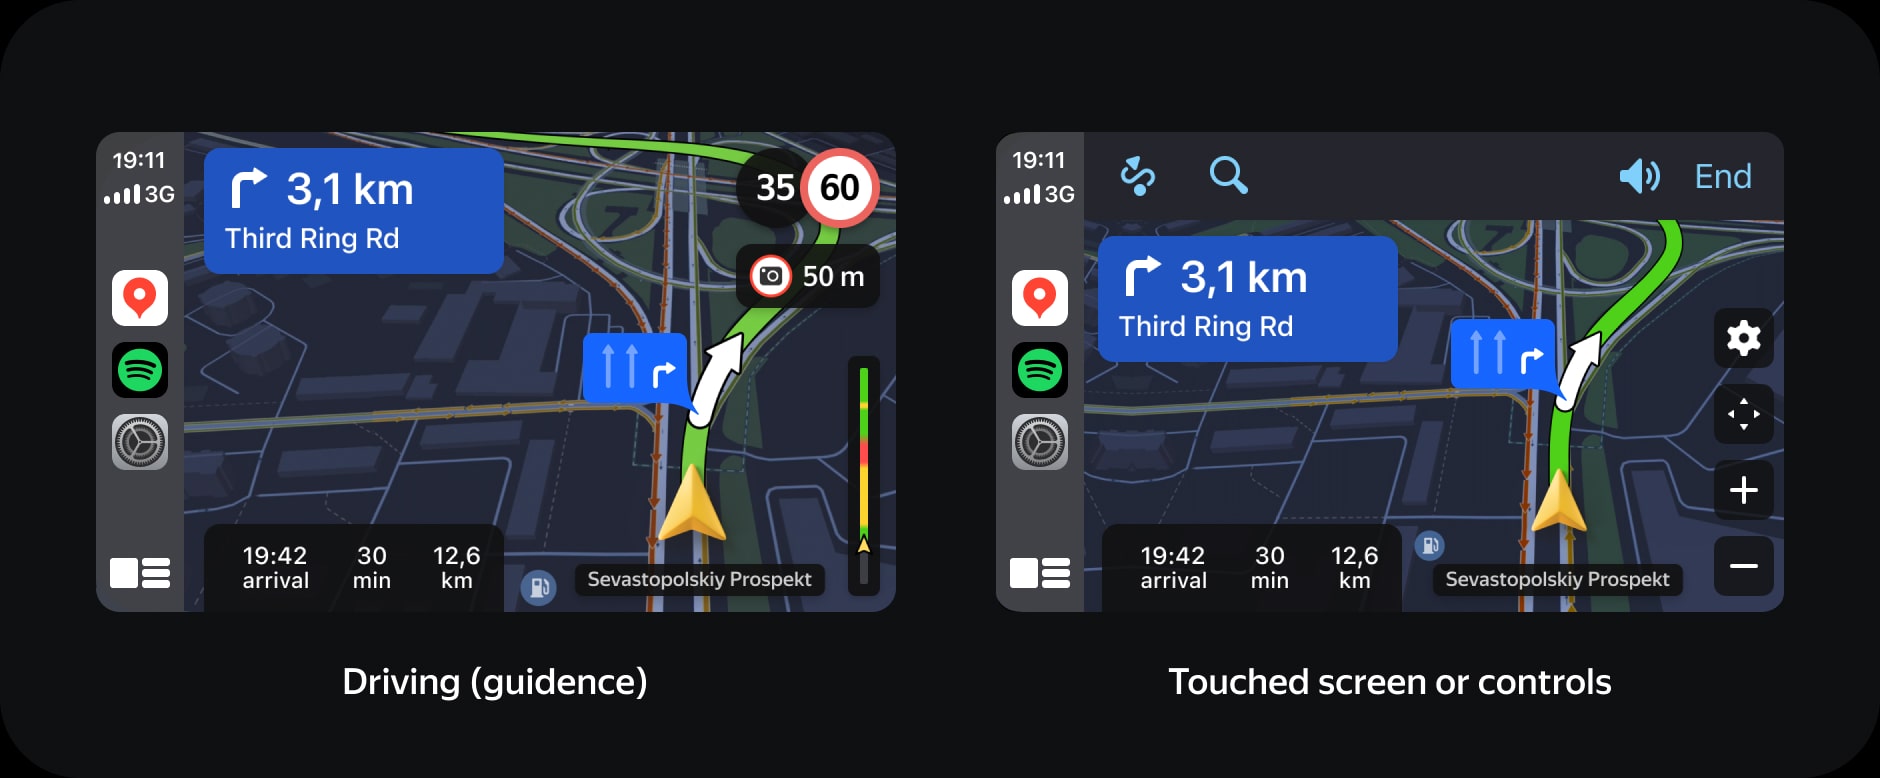 19:11
3G
3,1 km
Third Ring Rd
35 60
50 m
19:42 30 12,6
arrival min km
Sevastopolskiy Prospekt
Driving (guidence)
19:11
3G
End
3,1 km
Third Ring Rd
19:42 30 12,6
arrival min km
Sevastopolskiy Prospekt
Touched screen or controls